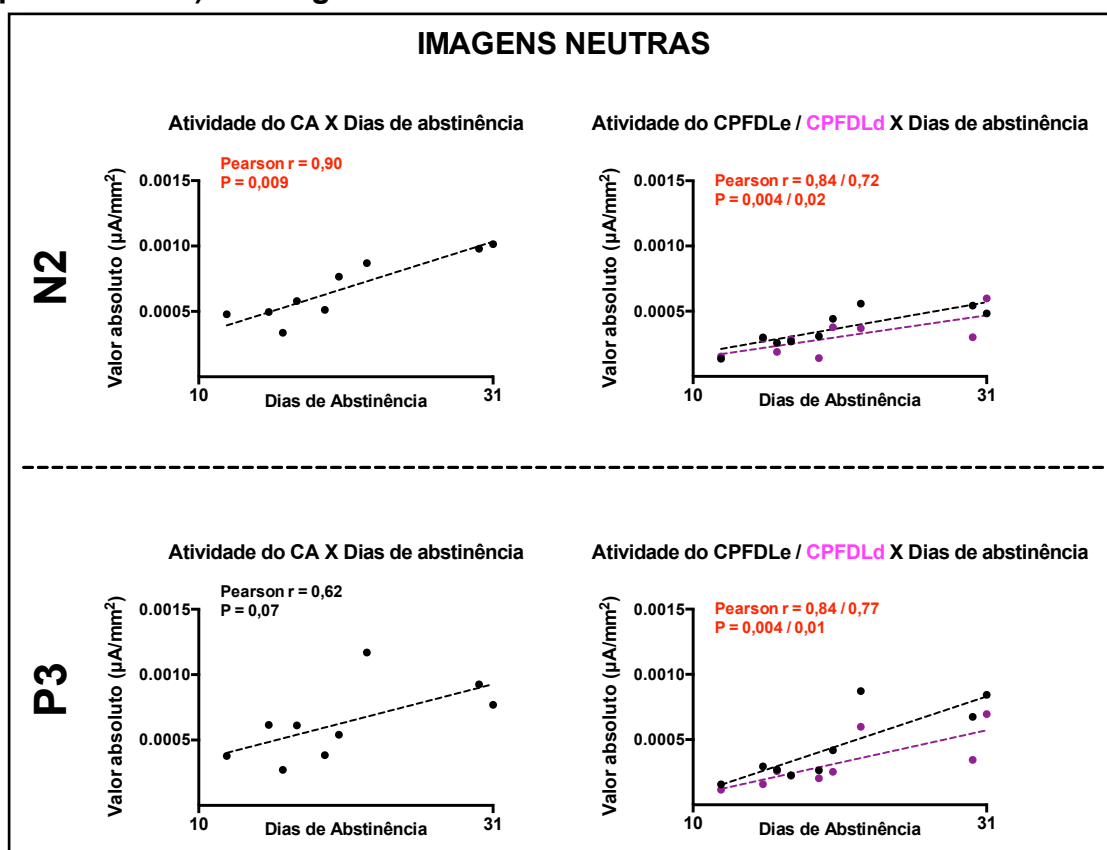 IMAGENS NEUTRAS
N2
Atividade do CA X Dias de abstinência
Pearson r = 0,90
P = 0,009
Valor absoluto (µA/mm²)
0.0015
0.0010
0.0005
10
31
Dias de Abstinência
Atividade do CPFDLe / CPFDLd X Dias de abstinência
Pearson r = 0,84 / 0,72
P = 0,004 / 0,02
Valor absoluto (µA/mm²)
0.0015
0.0010
0.0005
10
31
Dias de Abstinência
P3
Atividade do CA X Dias de abstinência
Pearson r = 0,62
P = 0,07
Valor absoluto (µA/mm²)
0.0015
0.0010
0.0005
10
31
Dias de Abstinência
Atividade do CPFDLe / CPFDLd X Dias de abstinência
Pearson r = 0,84 / 0,77
P = 0,004 / 0,01
Valor absoluto (µA/mm²)
0.0015
0.0010
0.0005
10
31
Dias de Abstinência